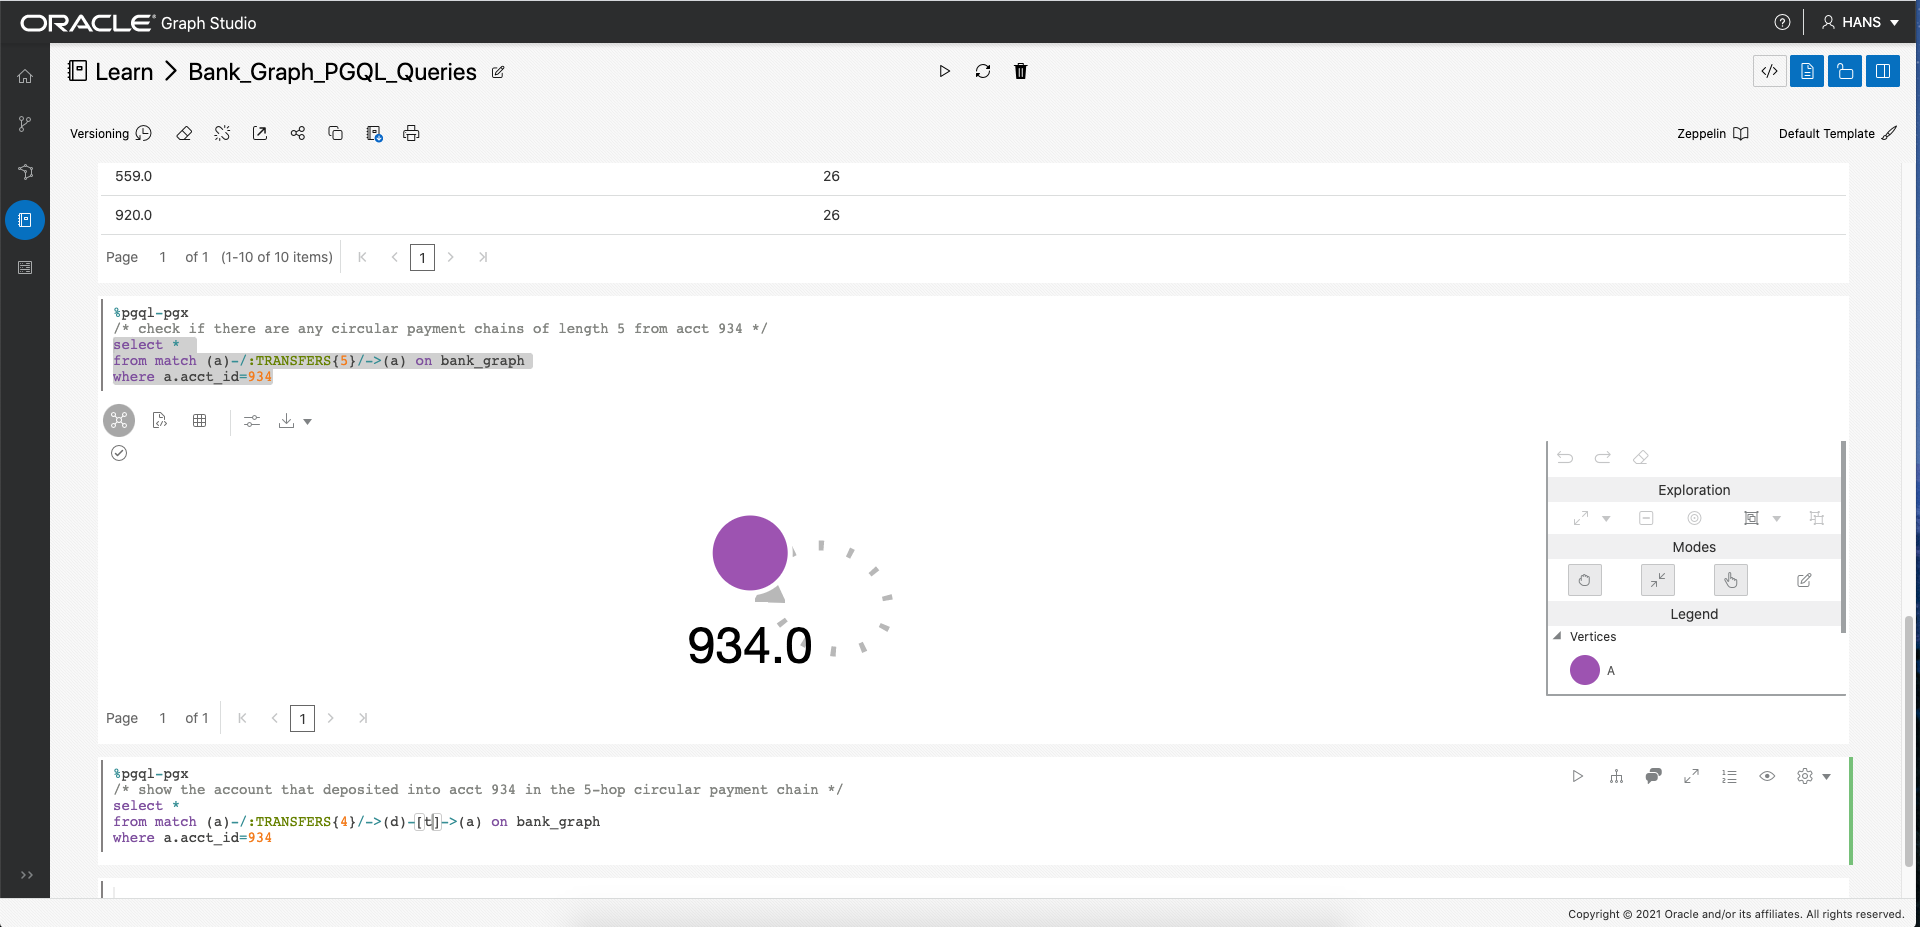 ORACLE Graph Studio
HANS
Learn > Bank_Graph_PGQL_Queries
</>
Versioning
Zeppelin
Default Template
559.0 26
920.0 26
Page 1 of 1 (1-10 of 10 items) 1
%pgql-pgx
/* check if there are any circular payment chains of length 5 from acct 934 */
select *
from match (a)-/:TRANSFERS{5}/->(a) on bank_graph
where a.acct_id=934
Exploration
Modes
Legend
Vertices
A
934.0
Page 1 of 1 1
%pgql-pgx
/* show the account that deposited into acct 934 in the 5-hop circular payment chain */
select *
from match (a)-/:TRANSFERS{4}/->(d)-[t]->(a) on bank_graph
where a.acct_id=934
Copyright © 2021 Oracle and/or its affiliates. All rights reserved.